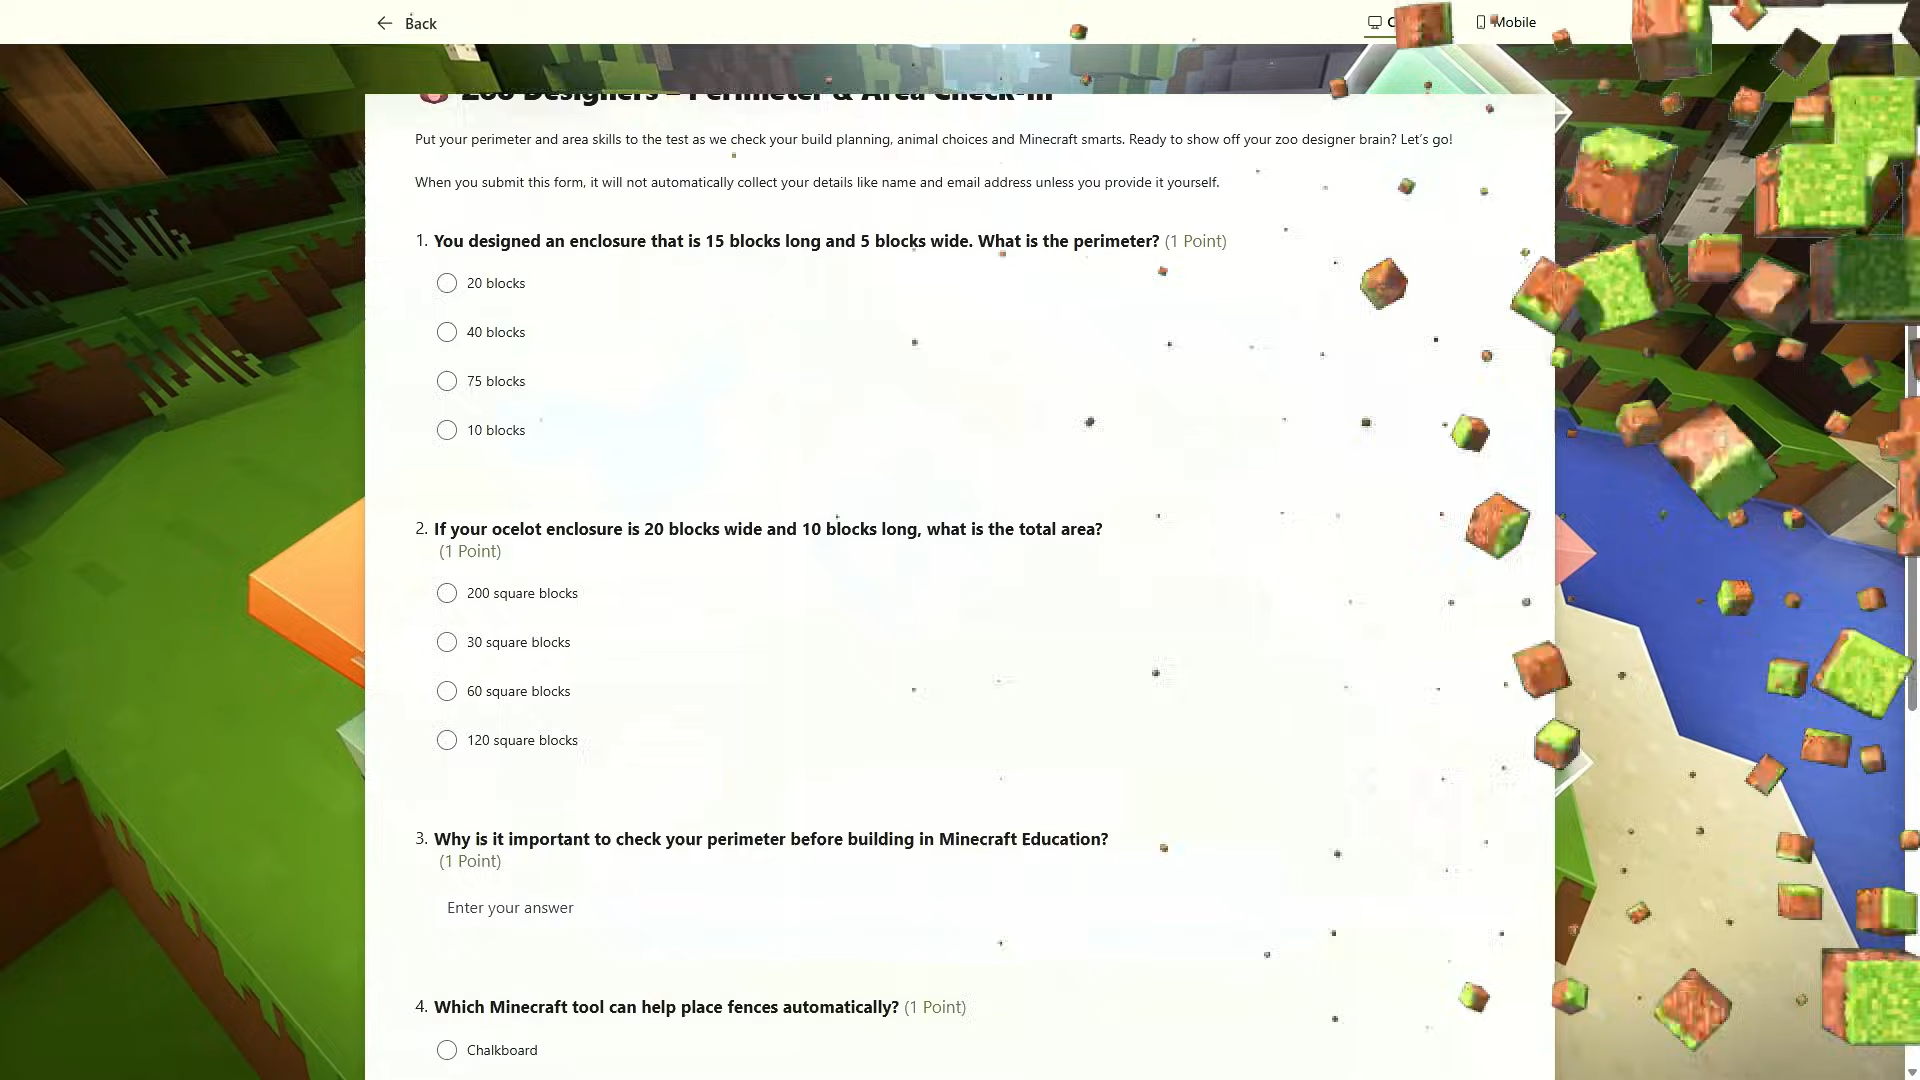 Back
Mobile
Zoo Designers – Perimeter & Area Check-in
Put your perimeter and area skills to the test as we check your build planning, animal choices and Minecraft smarts. Ready to show off your zoo designer brain? Let's go!
When you submit this form, it will not automatically collect your details like name and email address unless you provide it yourself.
1. You designed an enclosure that is 15 blocks long and 5 blocks wide. What is the perimeter? (1 Point)
20 blocks
40 blocks
75 blocks
10 blocks
2. If your ocelot enclosure is 20 blocks wide and 10 blocks long, what is the total area?
(1 Point)
200 square blocks
30 square blocks
60 square blocks
120 square blocks
3. Why is it important to check your perimeter before building in Minecraft Education?
(1 Point)
Enter your answer
4. Which Minecraft tool can help place fences automatically? (1 Point)
Chalkboard